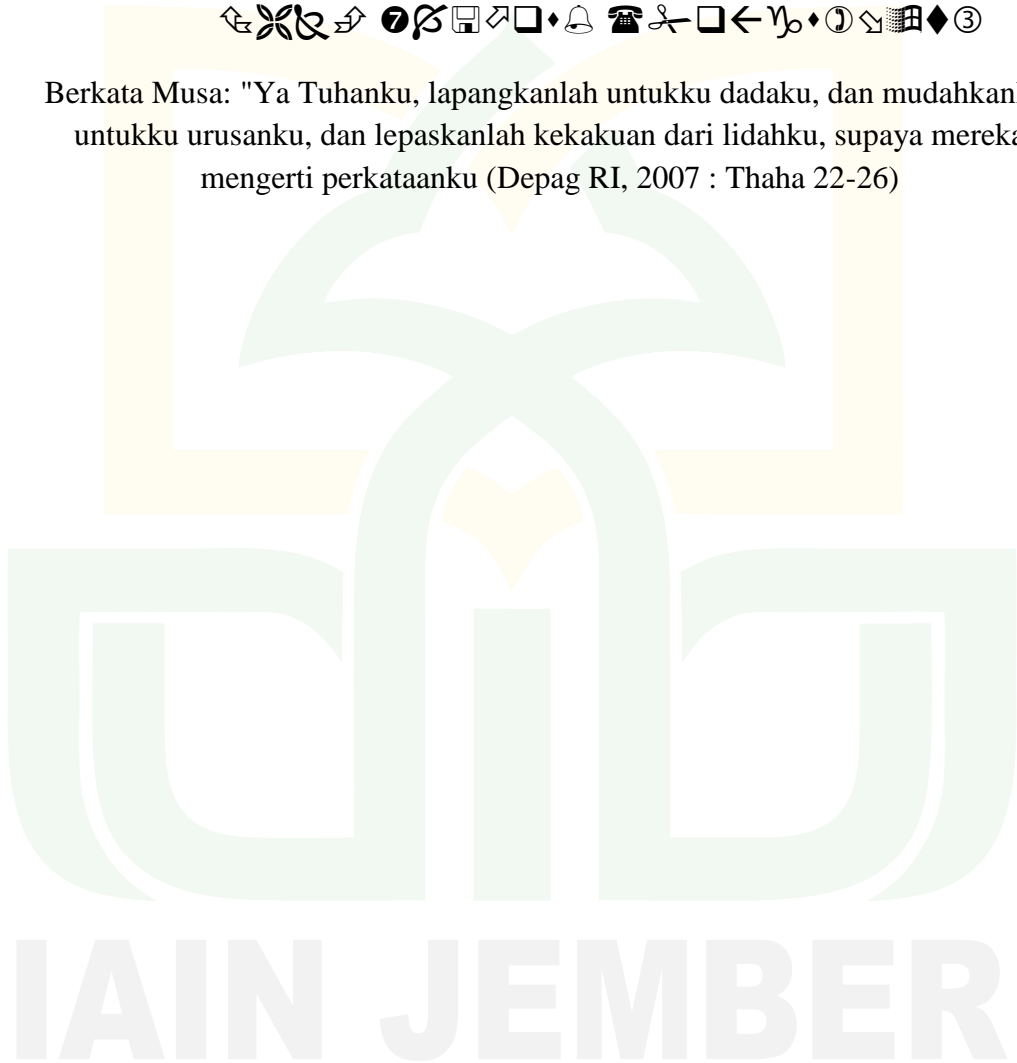 Berkata Musa: "Ya Tuhanku, lapangkanlah untukku dadaku, dan mudahkanl
untukku urusanku, dan lepaskanlah kekakuan dari lidahku, supaya mereka
mengerti perkataanku (Depag RI, 2007 : Thaha 22-26)
IAIN JEMBER